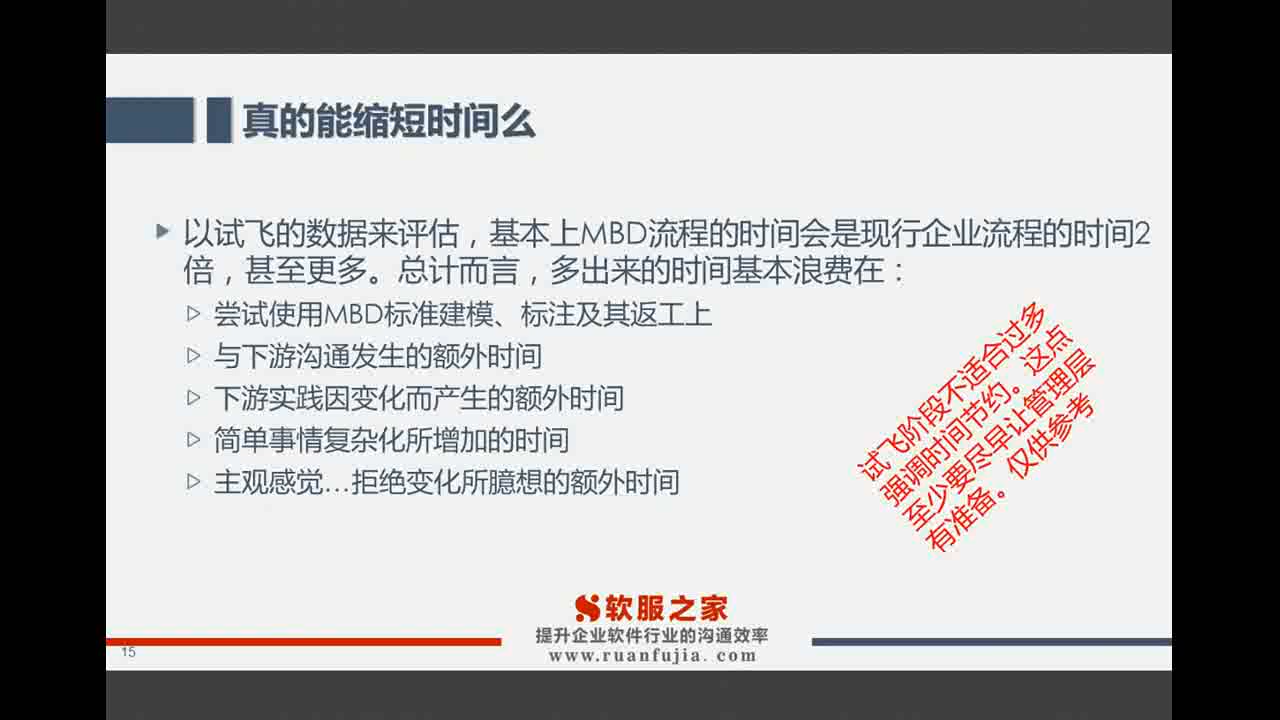 真的能缩短时间么
以试飞的数据来评估，基本上MBD流程的时间会是现行企业流程的时间2
倍，甚至更多。总计而言，多出来的时间基本浪费在：
尝试使用MBD标准建模、标注及其返工上
与下游沟通发生的额外时间
下游实践因变化而产生的额外时间
简单事情复杂化所增加的时间
主观感觉…拒绝变化所臆想的额外时间
试飞阶段不适合过多
强调时间节约。这点
至少要尽早让管理层
有准备。仅供参考
软服之家
提升企业软件行业的沟通效率
www.ruanfujia.com
15